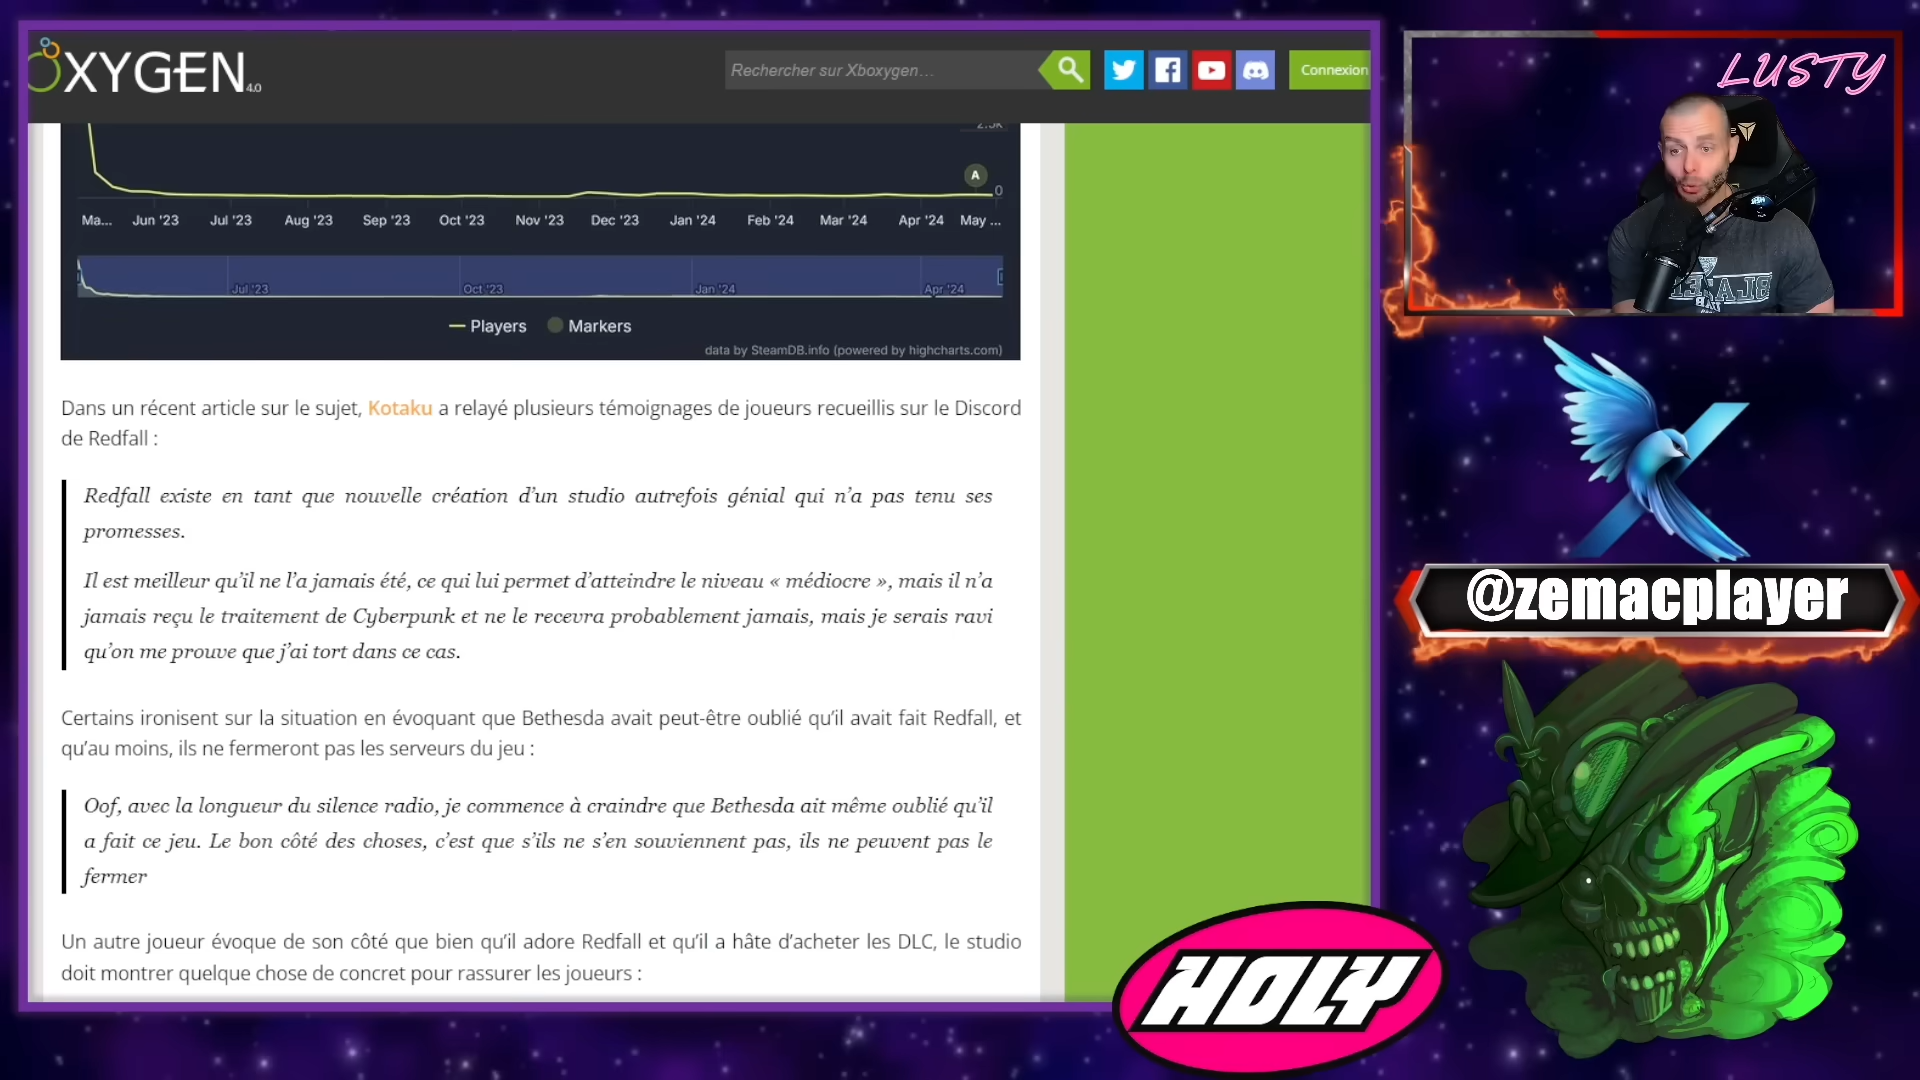 XYGEN 4.0
Rechercher sur Xboxygen…
Connexion
LUSTY
2.5K
A
0
Ma... Jun '23 Jul '23 Aug '23 Sep '23 Oct '23 Nov '23 Dec '23 Jan '24 Feb '24 Mar '24 Apr '24 May ...
Jul '23 Oct '23 Jan '24 Apr '24
Players Markers
data by SteamDB.info (powered by highcharts.com)
Dans un récent article sur le sujet, Kotaku a relayé plusieurs témoignages de joueurs recueillis sur le Discord
de Redfall :
Redfall existe en tant que nouvelle création d’un studio autrefois génial qui n’a pas tenu ses
promesses.
Il est meilleur qu’il ne l’a jamais été, ce qui lui permet d’atteindre le niveau « médiocre », mais il n’a
jamais reçu le traitement de Cyberpunk et ne le recevra probablement jamais, mais je serais ravi
qu’on me prouve que j’ai tort dans ce cas.
Certains ironisent sur la situation en évoquant que Bethesda avait peut-être oublié qu’il avait fait Redfall, et
qu’au moins, ils ne fermeront pas les serveurs du jeu :
Oof, avec la longueur du silence radio, je commence à craindre que Bethesda ait même oublié qu’il
a fait ce jeu. Le bon côté des choses, c’est que s’ils ne s’en souviennent pas, ils ne peuvent pas le
fermer
Un autre joueur évoque de son côté que bien qu’il adore Redfall et qu’il a hâte d’acheter les DLC, le studio
doit montrer quelque chose de concret pour rassurer les joueurs :
@zemacplayer
HOLY